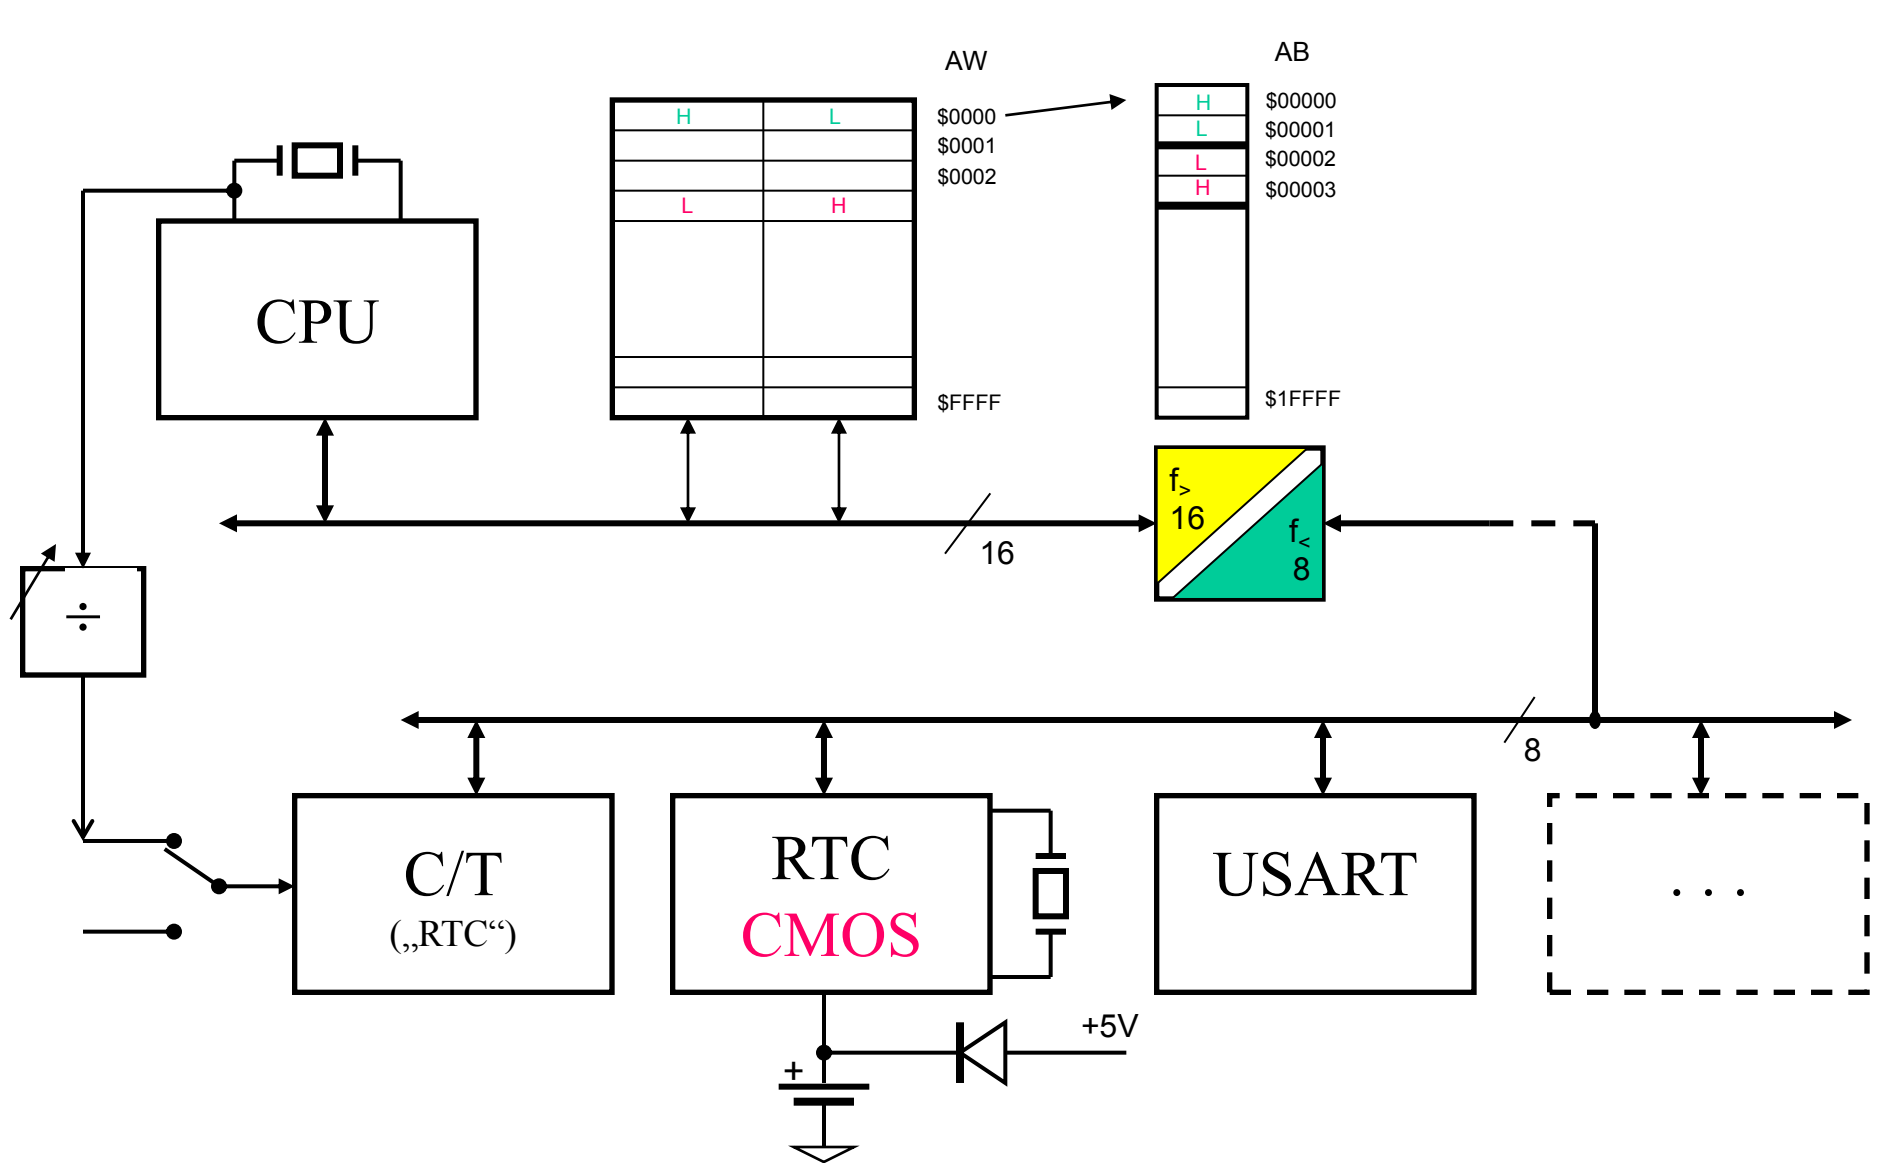 AW
AB
H L $0000
$0001
$0002
L H
$FFFF
H $00000
L $00001
L $00002
H $00003
$1FFFF
CPU
f>
16
f<
8
16
÷
8
C/T
(„RTC“)
RTC
CMOS
USART
. . .
+5V
+